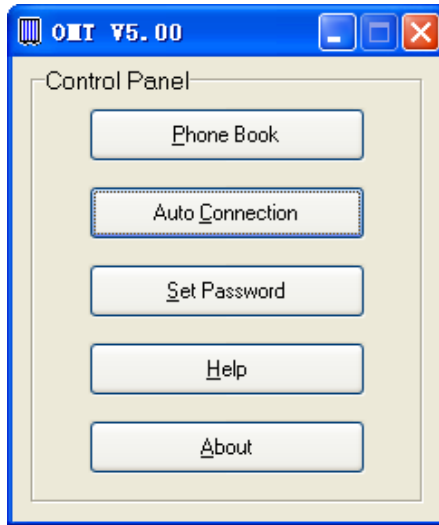 OMT V5.00
Control Panel
Phone Book
Auto Connection
Set Password
Help
About